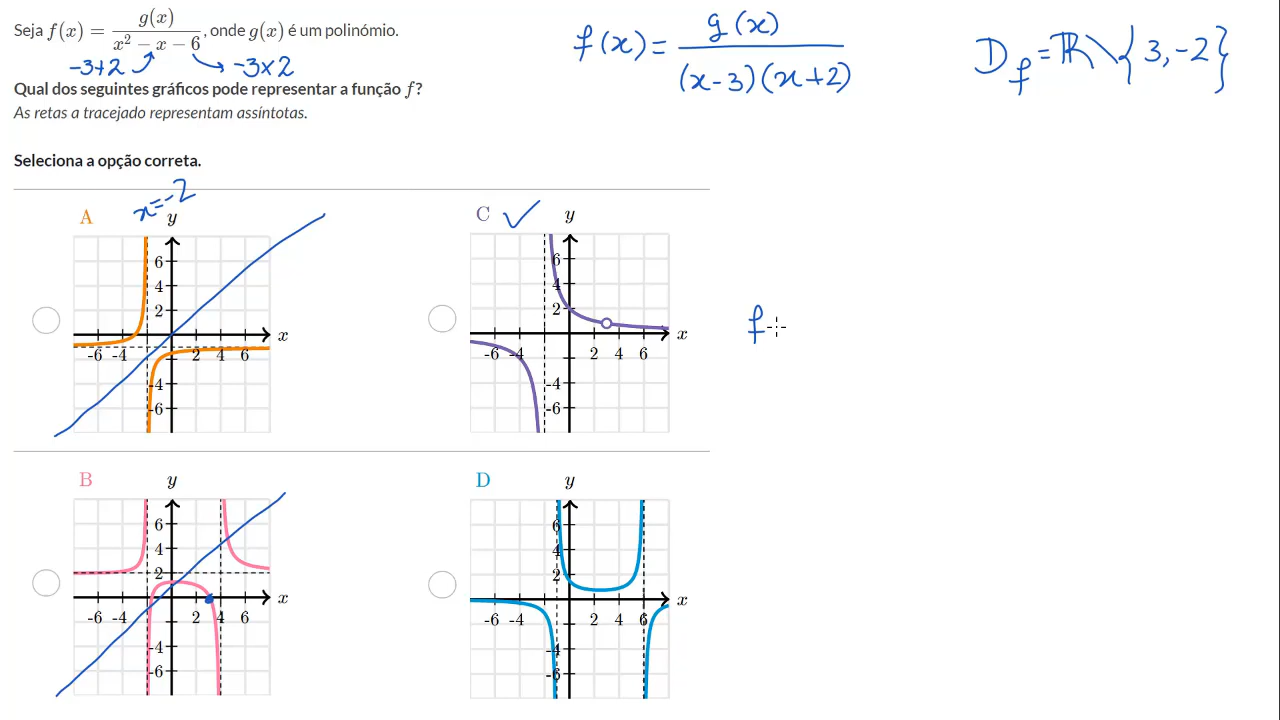 Seja f(x) = g(x) / (x² − x − 6), onde g(x) é um polinómio.
-3+2 -3×2
Qual dos seguintes gráficos pode representar a função f?
As retas a tracejado representam assíntotas.
f(x) = g(x) / (x-3)(x+2)
D_f = ℝ \ {3, -2}
Seleciona a opção correta.
A x=-2 y
6
4
2
x
-6 -4 2 4 6
-4
-6
C ✓ y
6
4
2
x
-6 -4 2 4 6
-4
-6
f
B y
6
4
2
x
-6 -4 2 4 6
-4
-6
D y
6
4
2
x
-6 -4 2 4 6
-4
-6